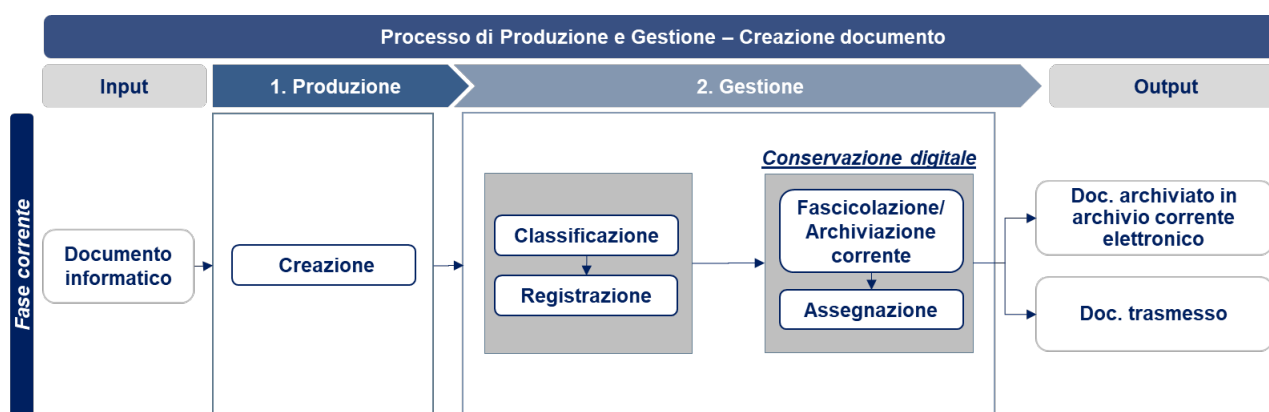 Processo di Produzione e Gestione – Creazione documento
Input
1. Produzione
2. Gestione
Output
Fase corrente
Documento
informatico
Creazione
Classificazione
Registrazione
Conservazione digitale
Fascicolazione/
Archiviazione
corrente
Assegnazione
Doc. archiviato in
archivio corrente
elettronico
Doc. trasmesso